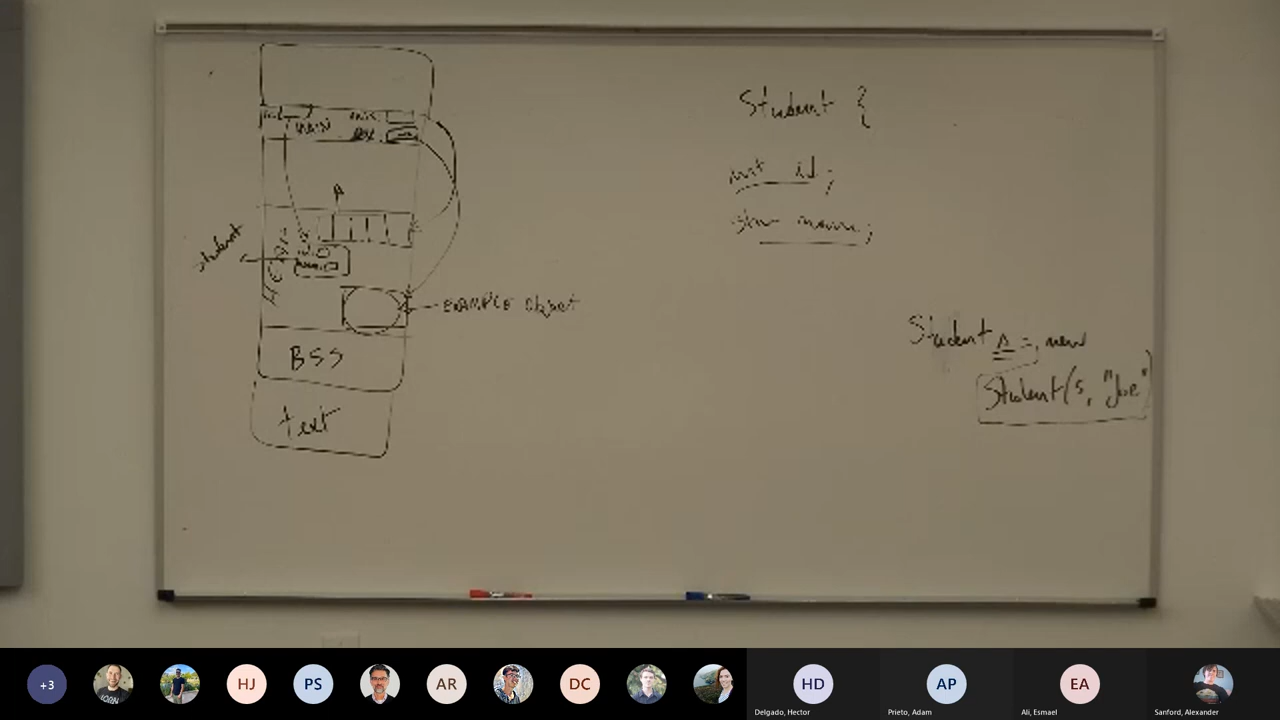 MAIN
A
HEAP
Student
EXAMPLE Object
BSS
text
Student {
int id;
name;
Student A = new
Student(5, "Joe"
+3
HJ
PS
AR
DC
HD
AP
EA
Delgado, Hector
Prieto, Adam
Ali, Esmael
Sanford, Alexander